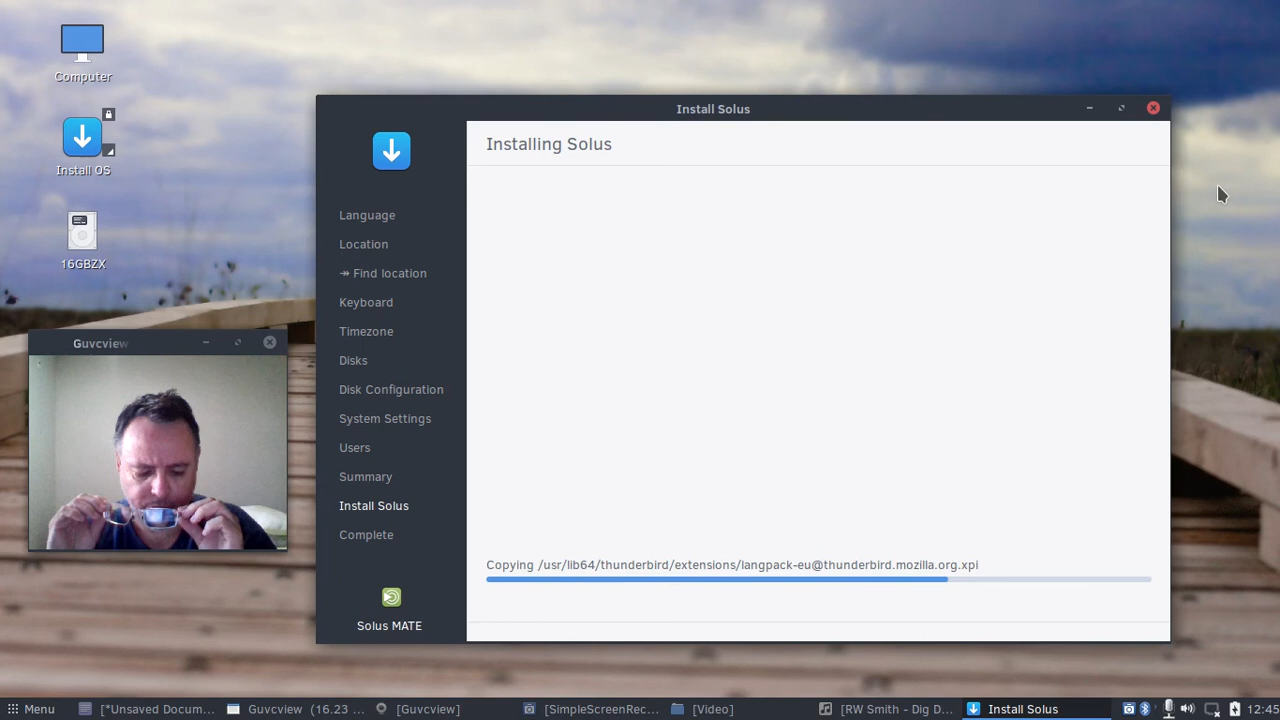 Computer
Install OS
16GBZX
Guvcview
Install Solus
Installing Solus
Language
Location
↠ Find location
Keyboard
Timezone
Disks
Disk Configuration
System Settings
Users
Summary
Install Solus
Complete
Solus MATE
Copying /usr/lib64/thunderbird/extensions/langpack-eu@thunderbird.mozilla.org.xpi
Menu
[*Unsaved Docum...
Guvcview (16.23 ...
[Guvcview]
[SimpleScreenRec...
[Video]
[RW Smith - Dig D...
Install Solus
12:45